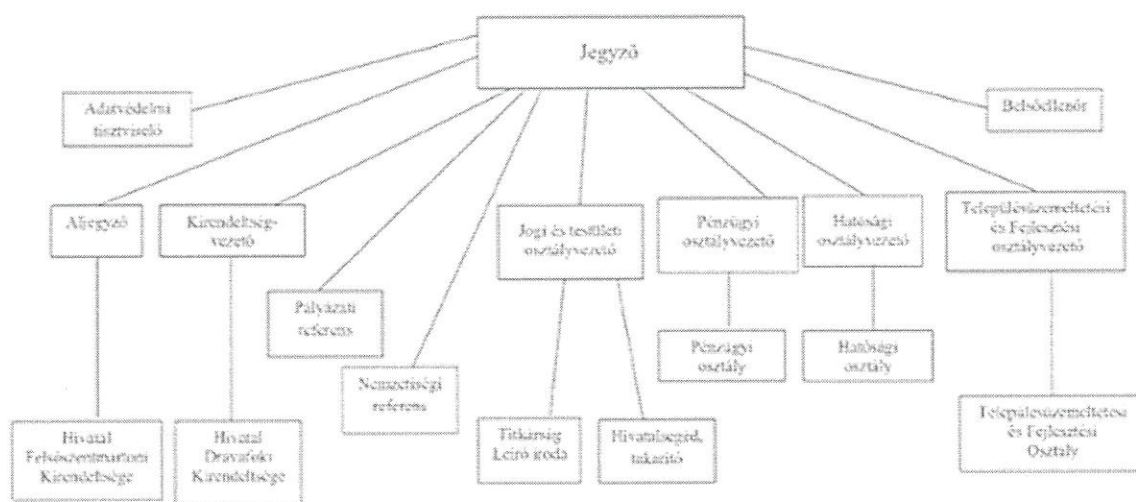 Jegyző
Adatvédelmi
tisztviselő
Belsőellenőr
Aljegyző
Kirendeltség-
vezető
Jogi és testületi
osztályvezető
Pénzügyi
osztályvezető
Hatósági
osztályvezető
Településüzemeltetési
és Fejlesztési
osztályvezető
Pályázati
referens
Nemzetiségi
referens
Pénzügyi
osztály
Hatósági
osztály
Hivatal
Felsőszentmártoni
Kirendeltsége
Hivatal
Drávafoki
Kirendeltsége
Titkárság
Leíró iroda
Hivatalsegéd,
takarító
Településüzemeltetési
és Fejlesztési
Osztály